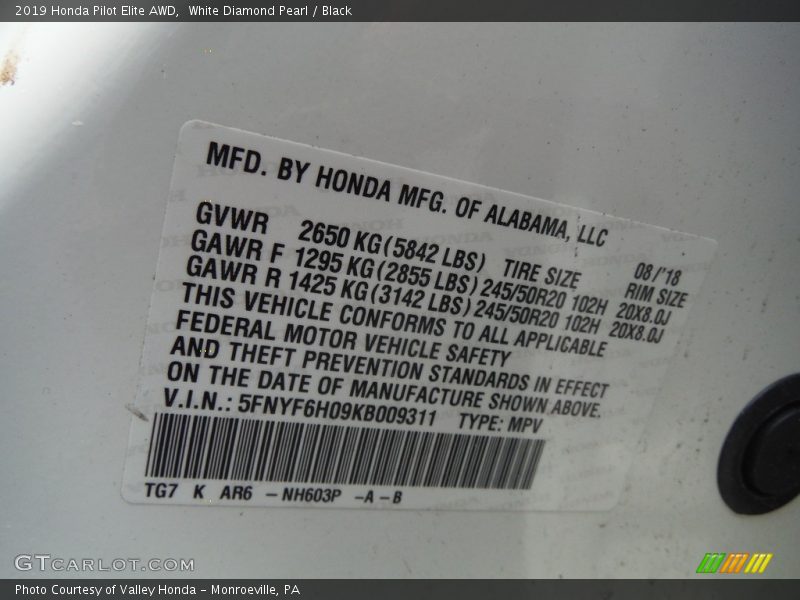 2019 Honda Pilot Elite AWD,  White Diamond Pearl / Black
MFD. BY HONDA MFG. OF ALABAMA, LLC
08/'18
GVWR 2650 KG (5842 LBS) TIRE SIZE RIM SIZE
GAWR F 1295 KG (2855 LBS) 245/50R20 102H 20X8.0J
GAWR R 1425 KG (3142 LBS) 245/50R20 102H 20X8.0J
THIS VEHICLE CONFORMS TO ALL APPLICABLE
FEDERAL MOTOR VEHICLE SAFETY
AND THEFT PREVENTION STANDARDS IN EFFECT
ON THE DATE OF MANUFACTURE SHOWN ABOVE.
V.I.N.: 5FNYF6H09KB009311 TYPE: MPV
TG7 K AR6 – NH603P –A – B
GTCARLOT.COM
Photo Courtesy of Valley Honda – Monroeville, PA